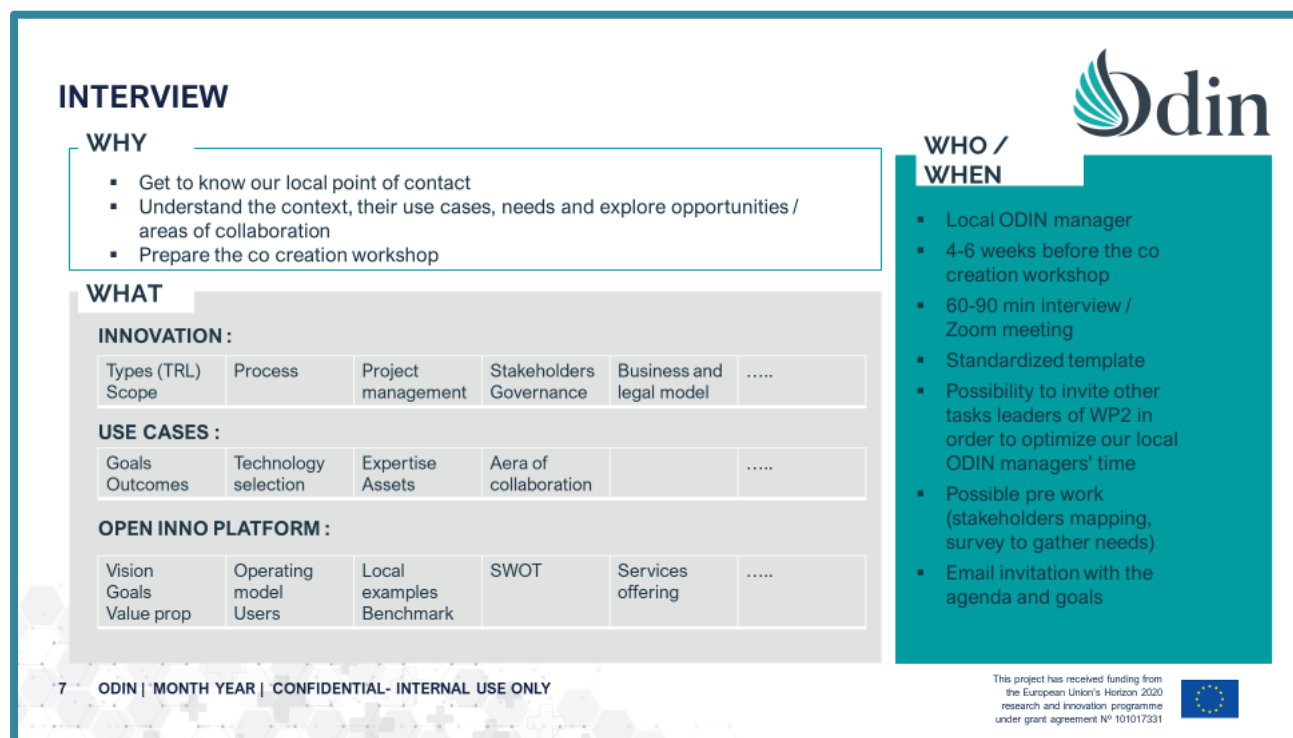 INTERVIEW
Odin
WHY
▪ Get to know our local point of contact
▪ Understand the context, their use cases, needs and explore opportunities /
areas of collaboration
▪ Prepare the co creation workshop
WHAT
INNOVATION :
Types (TRL)
Scope
Process
Project
management
Stakeholders
Governance
Business and
legal model
…..
USE CASES :
Goals
Outcomes
Technology
selection
Expertise
Assets
Aera of
collaboration
…..
OPEN INNO PLATFORM :
Vision
Goals
Value prop
Operating
model
Users
Local
examples
Benchmark
SWOT
Services
offering
…..
WHO /
WHEN
▪ Local ODIN manager
▪ 4-6 weeks before the co
creation workshop
▪ 60-90 min interview /
Zoom meeting
▪ Standardized template
▪ Possibility to invite other
tasks leaders of WP2 in
order to optimize our local
ODIN managers' time
▪ Possible pre work
(stakeholders mapping,
survey to gather needs)
▪ Email invitation with the
agenda and goals
7 ODIN | MONTH YEAR | CONFIDENTIAL- INTERNAL USE ONLY
This project has received funding from
the European Union's Horizon 2020
research and innovation programme
under grant agreement Nº 101017331